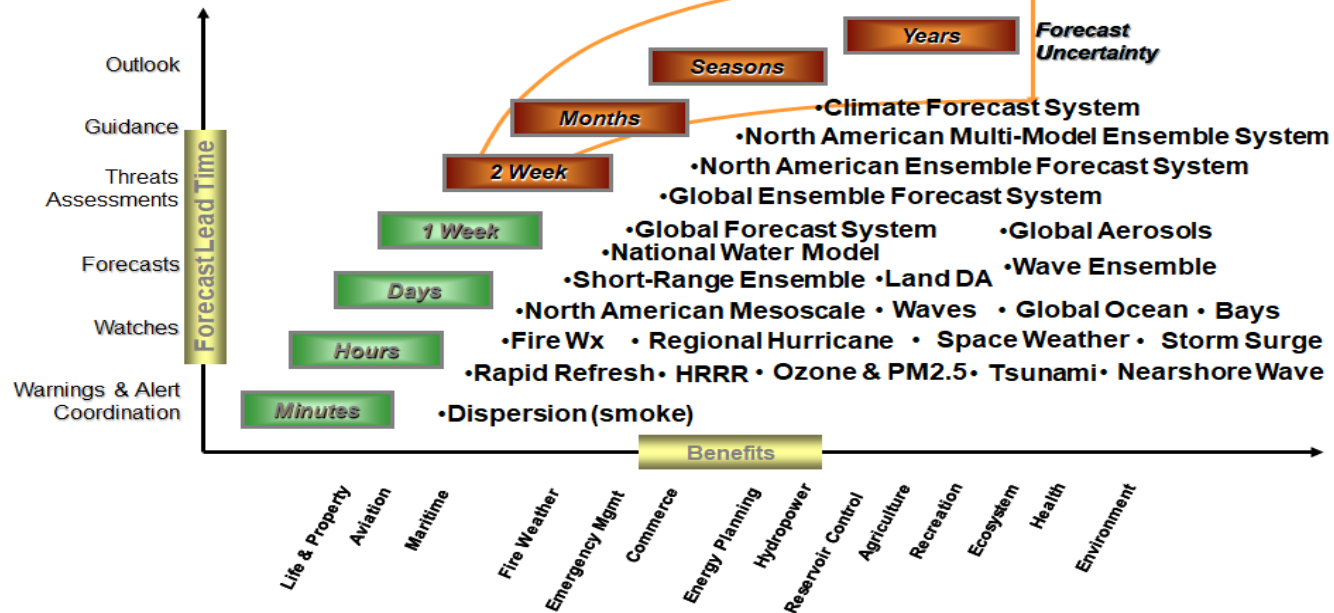 Years
Forecast
Uncertainty
Outlook
Seasons
Guidance
Months
•Climate Forecast System
•North American Multi-Model Ensemble System
Threats
Assessments
2 Week
•North American Ensemble Forecast System
•Global Ensemble Forecast System
Forecast Lead Time
1 Week
•Global Forecast System
•Global Aerosols
•National Water Model
Forecasts
•Wave Ensemble
Days
•Short-Range Ensemble
•Land DA
•North American Mesoscale
• Waves
• Global Ocean
• Bays
Watches
Hours
•Fire Wx
• Regional Hurricane
• Space Weather
• Storm Surge
•Rapid Refresh
• HRRR
• Ozone & PM2.5
• Tsunami
• Nearshore Wave
Warnings & Alert
Coordination
Minutes
•Dispersion (smoke)
Benefits
Life & Property
Aviation
Maritime
Fire Weather
Emergency Mgmt
Commerce
Energy Planning
Hydropower
Reservoir Control
Agriculture
Recreation
Ecosystem
Health
Environment